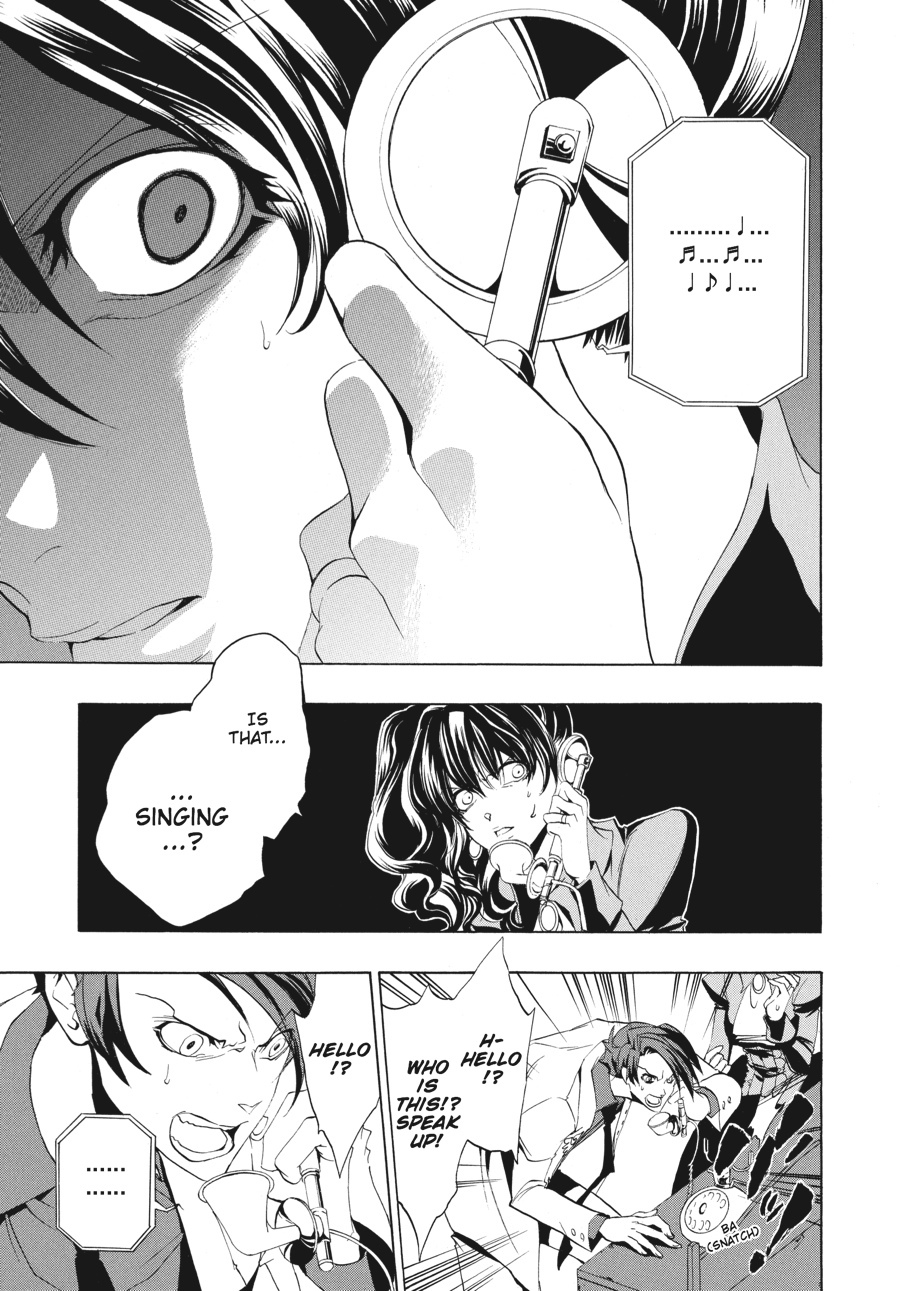 .......... ♩...
♬...♬...
♩♪♩...
IS
THAT...
...
SINGING
...?
H-
HELLO
!?
WHO
IS
THIS!?
SPEAK
UP!
BA
(SNATCH)
HELLO
!?
......
......